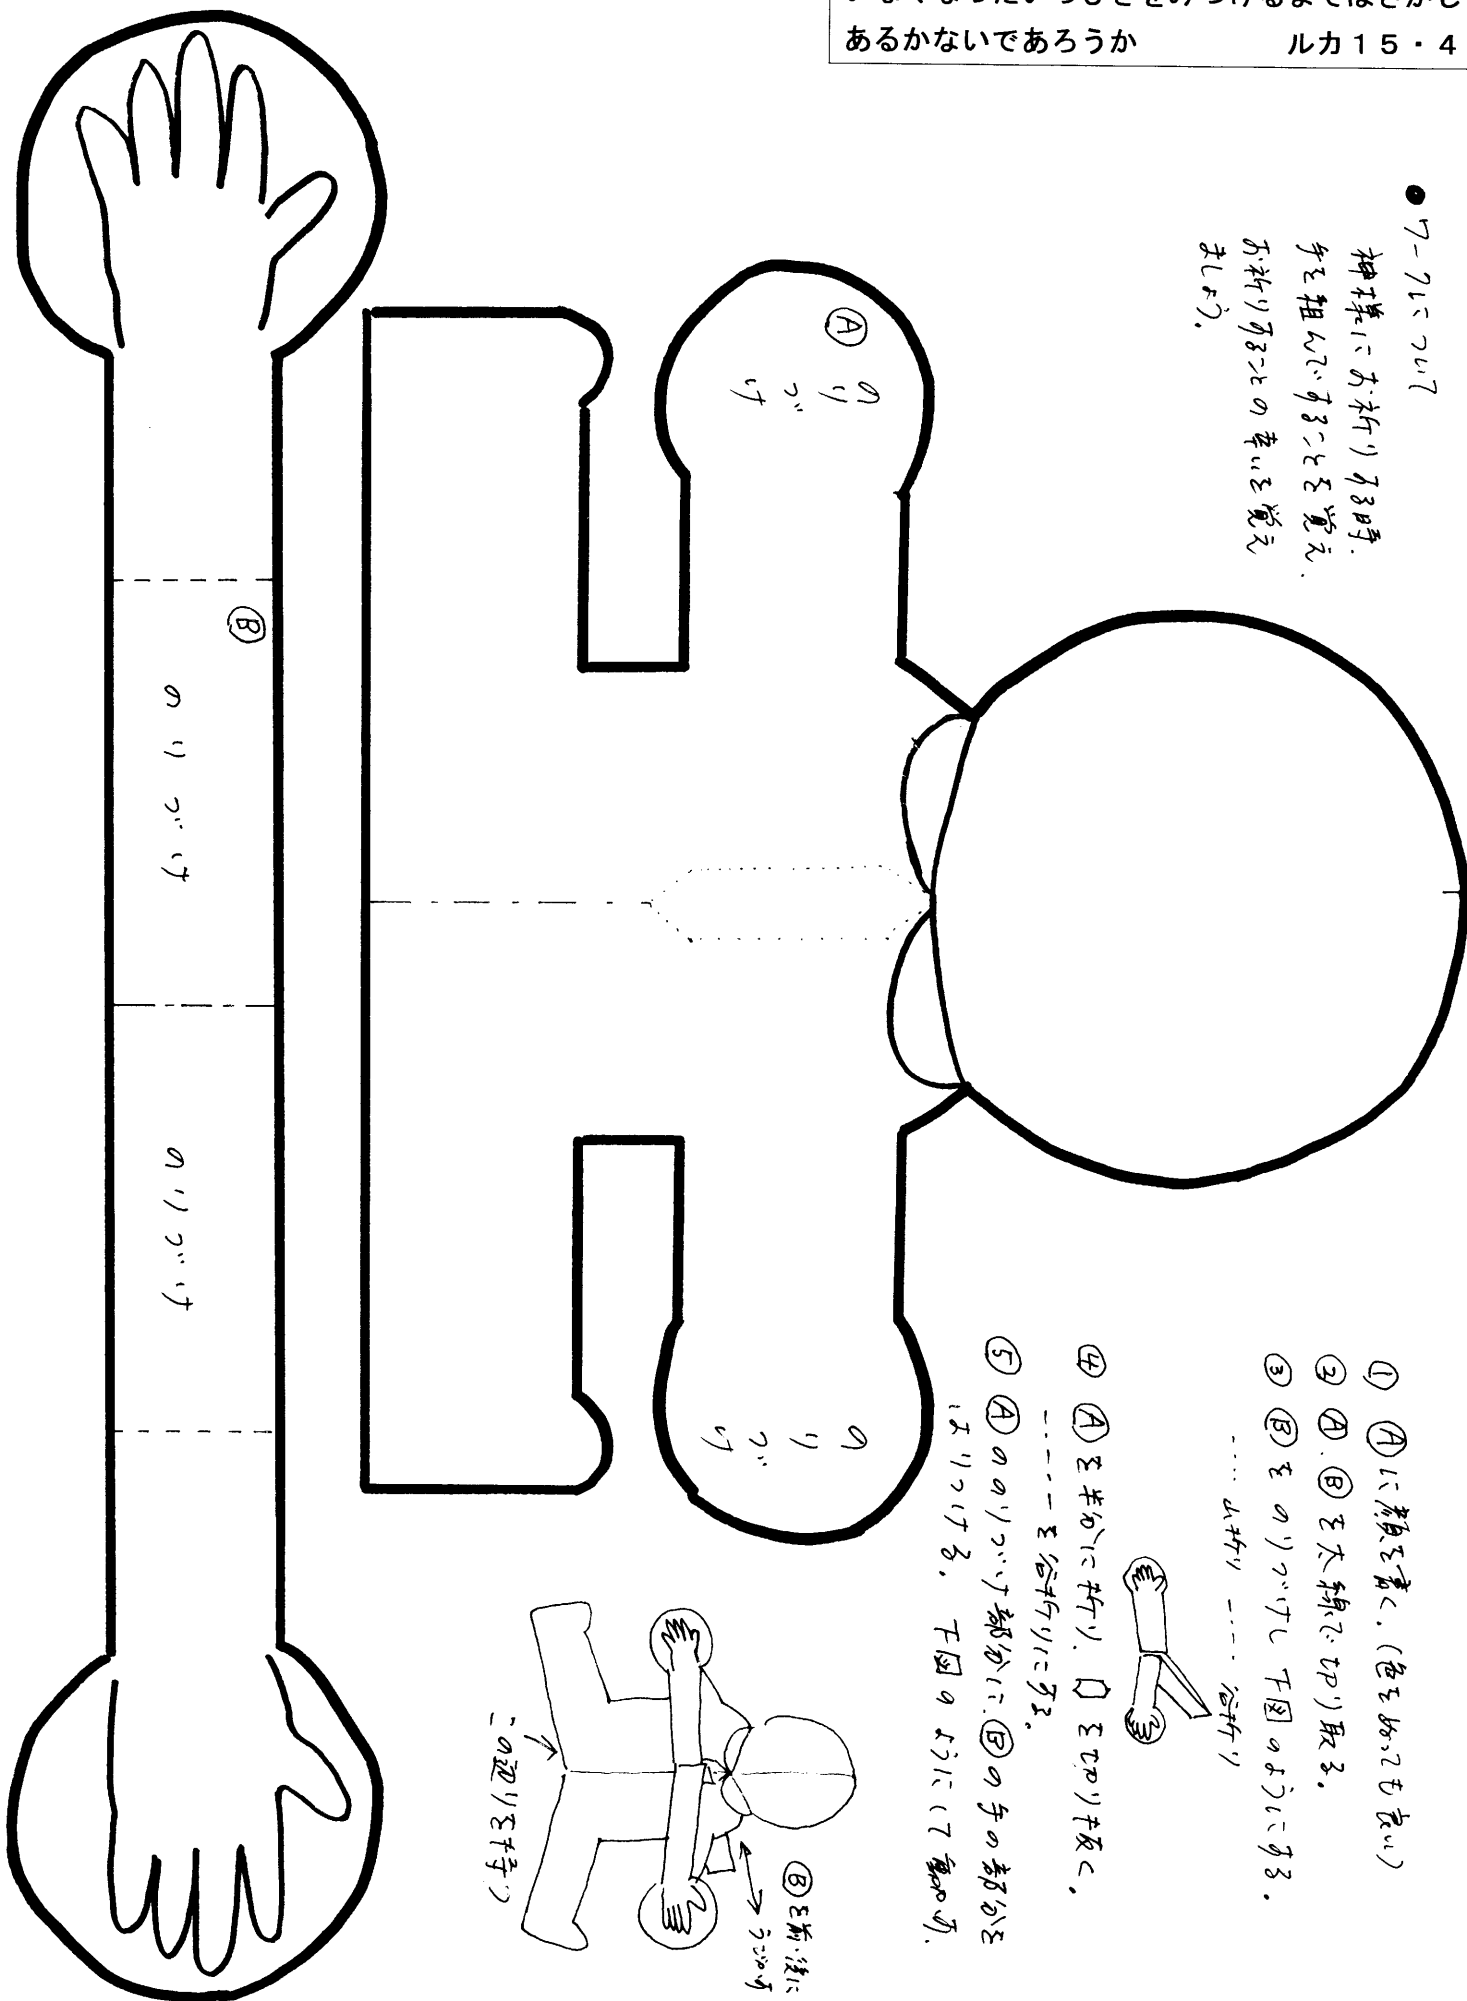 あるかないであろうか　ルカ１５・４
●ワークについて
神様にお祈りする時、
手を組んですることを覚え、
お祈りすることの幸いを覚え
ましょう。
Ⓐ
のりづけ
Ⓑ
のりづけ
のりづけ
のりづけ
① Ⓐに顔を書く。(色をぬっても良い)
② Ⓐ、Ⓑを太線で切り取る。
③ Ⓑをのりづけし下図のようにする。
----- 山折り ---- 谷折り
④ Ⓐを半分に折り、を切り抜く。
-----を谷折りにする。
⑤ Ⓐののりづけ部分に、Ⓑの手の部分を
はりつける。下図のようにして動かす。
Ⓑを前・後に
うごかす
この辺りを持つ